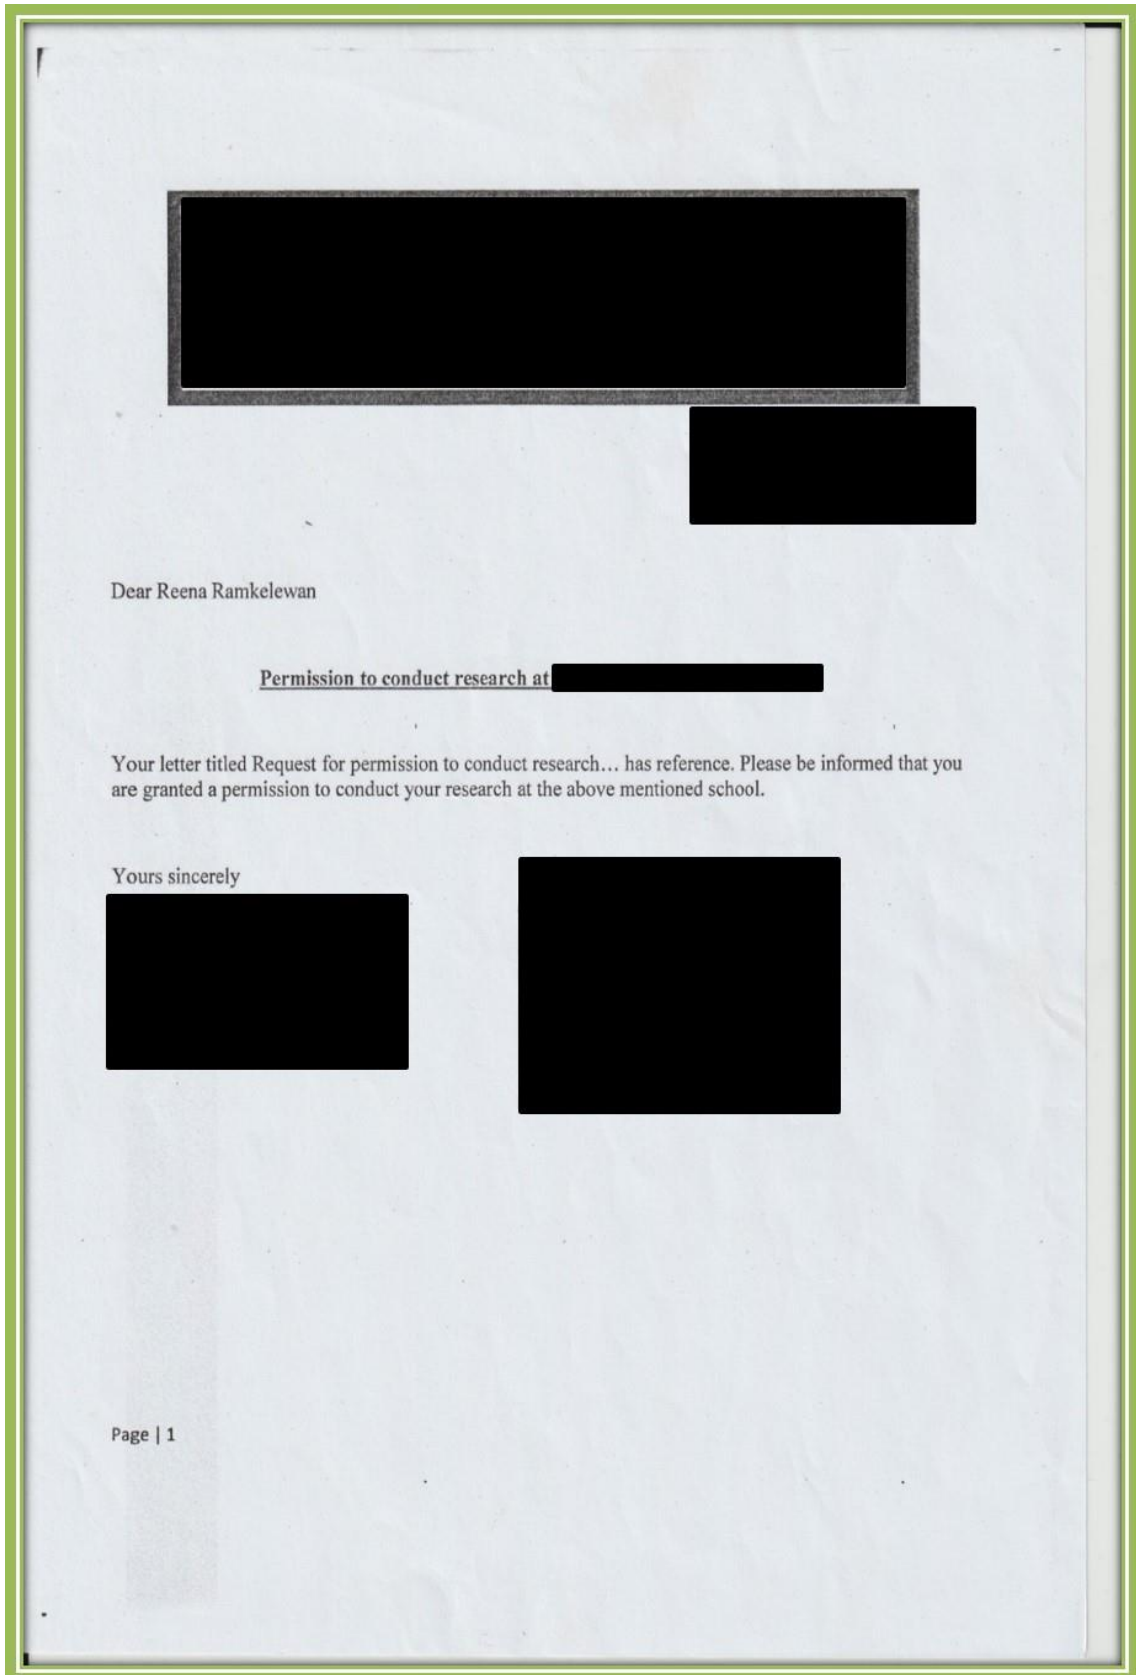 Dear Reena Ramkelewan
Permission to conduct research at
Your letter titled Request for permission to conduct research… has reference. Please be informed that you
are granted a permission to conduct your research at the above mentioned school.
Yours sincerely
Page | 1